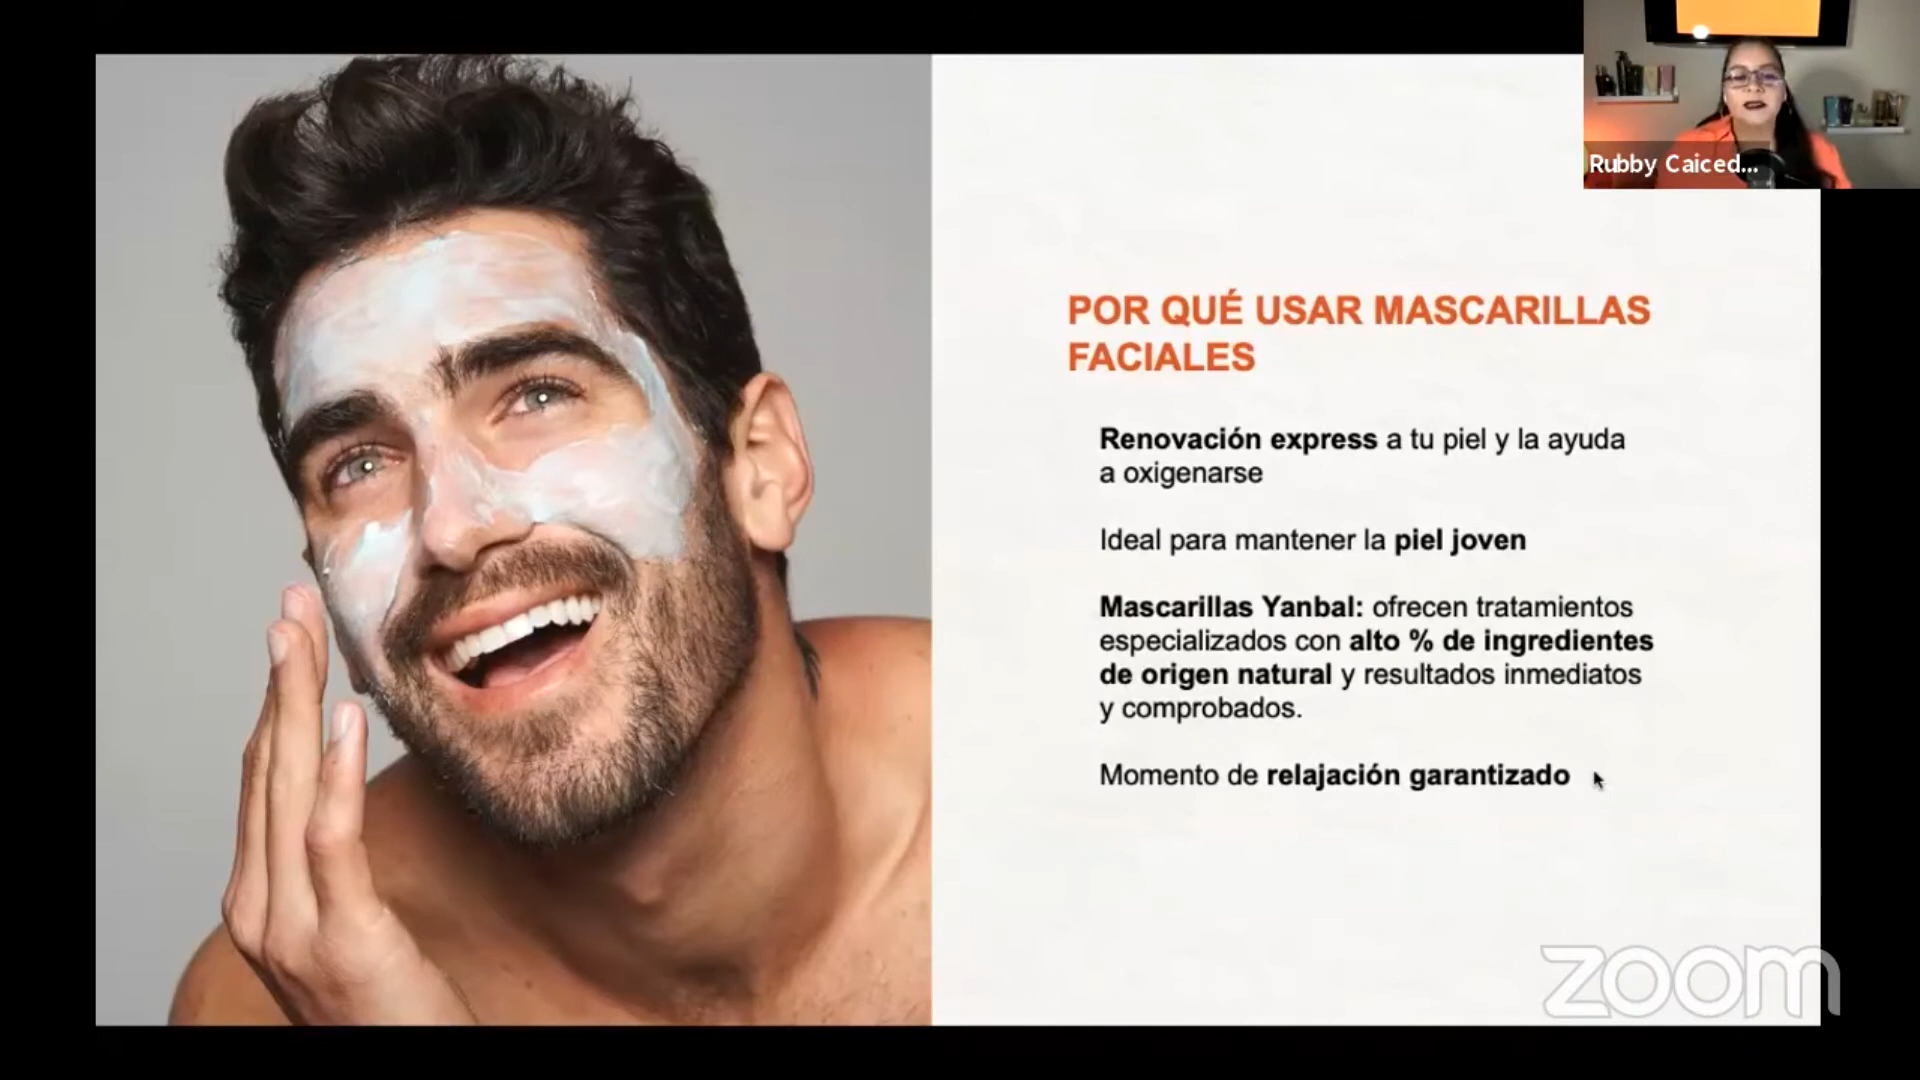 Rubby Caiced...
POR QUÉ USAR MASCARILLAS
FACIALES
Renovación express a tu piel y la ayuda
a oxigenarse
Ideal para mantener la piel joven
Mascarillas Yanbal: ofrecen tratamientos
especializados con alto % de ingredientes
de origen natural y resultados inmediatos
y comprobados.
Momento de relajación garantizado
zoom